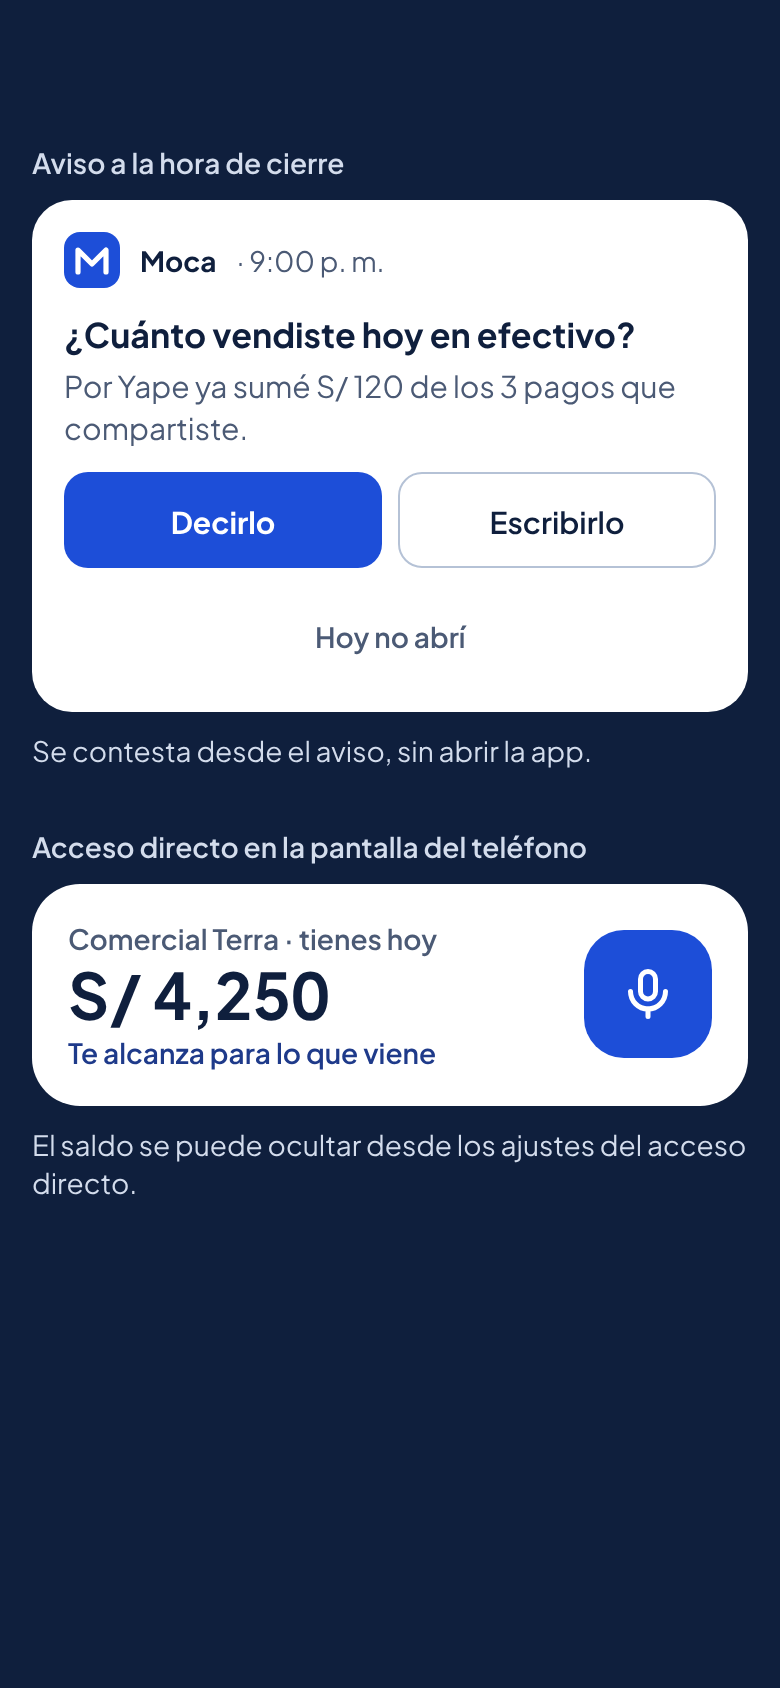 Aviso a la hora de cierre
M Moca · 9:00 p. m.
¿Cuánto vendiste hoy en efectivo?
Por Yape ya sumé S/ 120 de los 3 pagos que
compartiste.
Decirlo Escribirlo
Hoy no abrí
Se contesta desde el aviso, sin abrir la app.
Acceso directo en la pantalla del teléfono
Comercial Terra · tienes hoy
S/ 4,250
Te alcanza para lo que viene
El saldo se puede ocultar desde los ajustes del acceso
directo.